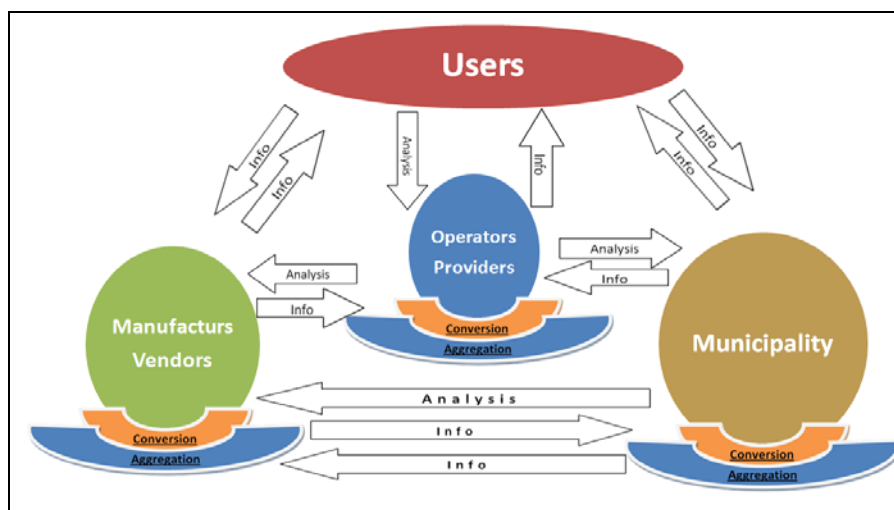 Users
Info
Info
Analysis
Info
Info
Info
Operators
Providers
Analysis
Info
Analysis
Info
Manufacturs
Vendors
Municipality
Conversion
Aggregation
Analysis
Info
Info
Conversion
Aggregation
Conversion
Aggregation